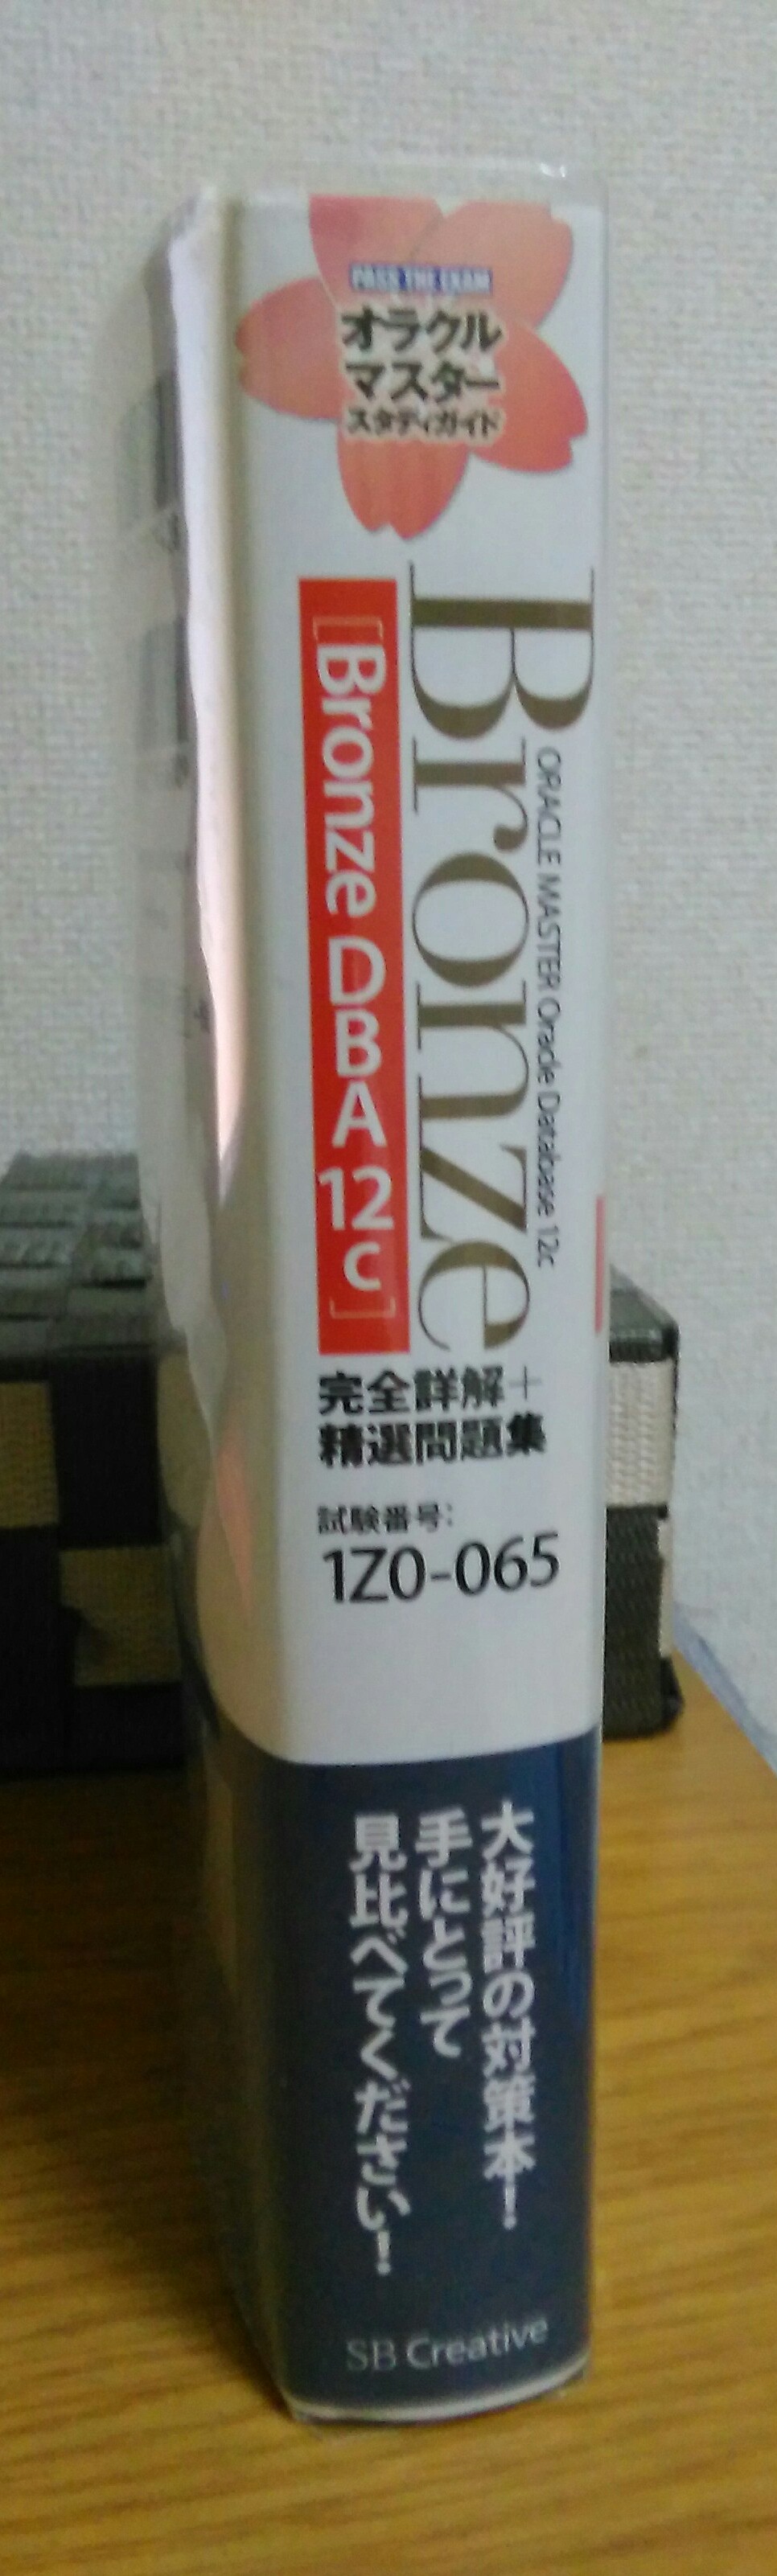 PASS THE EXAM
オラクル
マスター
スタディガイド
ORACLE MASTER Oracle Database 12c
Bronze
[Bronze DBA 12c]
完全詳解+
精選問題集
試験番号:
1Z0-065
大好評の対策本!
手にとって
見比べてください!
SB Creative